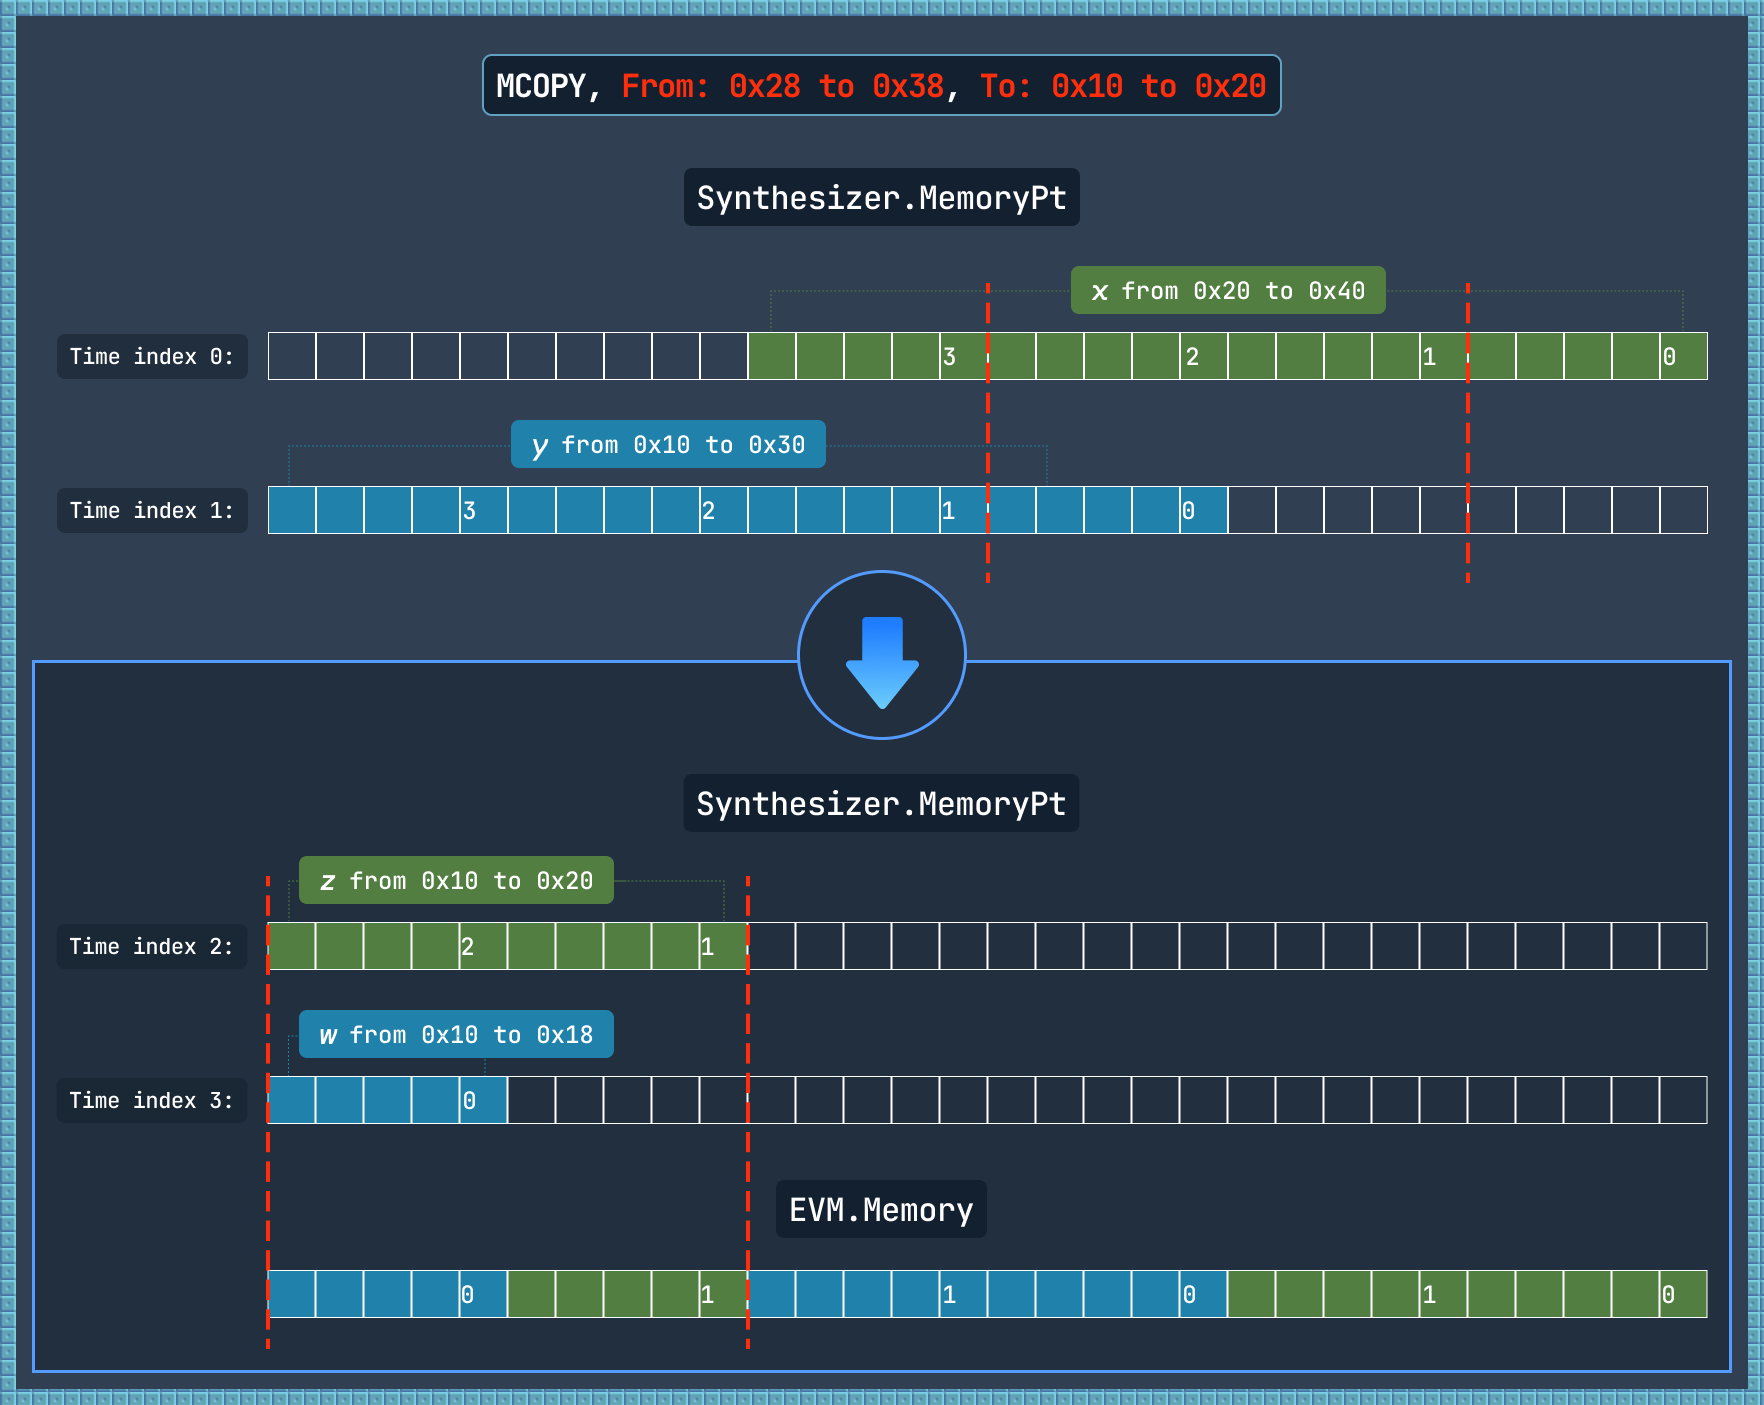 MCOPY, From: 0x28 to 0x38, To: 0x10 to 0x20
Synthesizer.MemoryPt
x from 0x20 to 0x40
Time index 0: 3 2 1 0
y from 0x10 to 0x30
Time index 1: 3 2 1 0
Synthesizer.MemoryPt
z from 0x10 to 0x20
Time index 2: 2 1
w from 0x10 to 0x18
Time index 3: 0
EVM.Memory
0 1 1 0 1 0